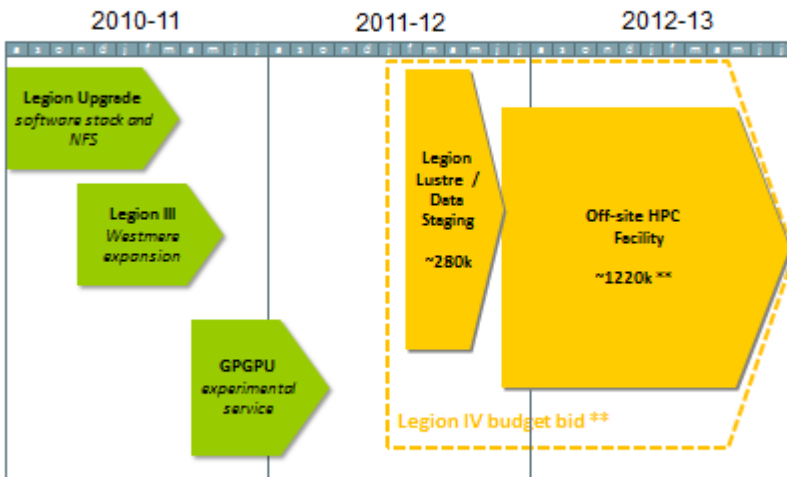 2010-11 2011-12 2012-13
a s o n d j f m a m j j a s o n d j f m a m j j a s o n d j f m a m j j
Legion Upgrade
software stack and
NFS
Legion III
Westmere
expansion
GPGPU
experimental
service
Legion
Lustre /
Data
Staging
~280k
Off-site HPC
Facility
~1220k **
Legion IV budget bid **